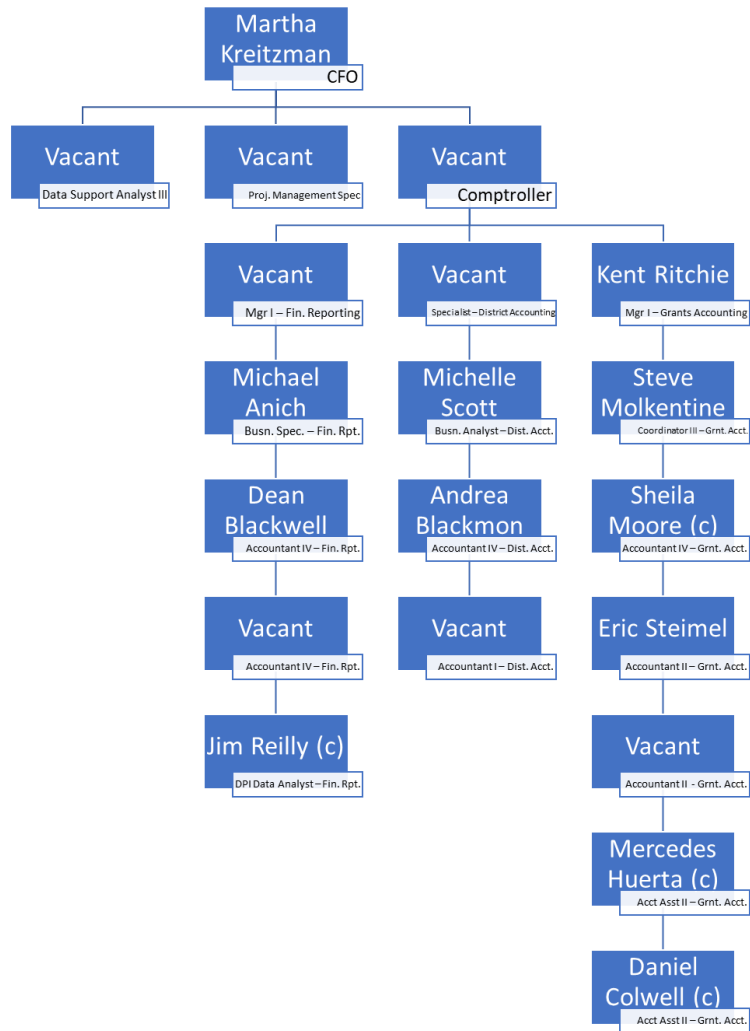 Martha
Kreitzman
CFO
Vacant
Data Support Analyst III
Vacant
Proj. Management Spec
Vacant
Comptroller
Vacant
Mgr I – Fin. Reporting
Vacant
Specialist – District Accounting
Kent Ritchie
Mgr I – Grants Accounting
Michael
Anich
Busn. Spec. – Fin. Rpt.
Michelle
Scott
Busn. Analyst – Dist. Acct.
Steve
Molkentine
Coordinator III – Grnt. Acct.
Dean
Blackwell
Accountant IV – Fin. Rpt.
Andrea
Blackmon
Accountant IV – Dist. Acct.
Sheila
Moore (c)
Accountant IV – Grnt. Acct.
Vacant
Accountant IV – Fin. Rpt.
Vacant
Accountant I – Dist. Acct.
Eric Steimel
Accountant II – Grnt. Acct.
Jim Reilly (c)
DPI Data Analyst – Fin. Rpt.
Vacant
Accountant II - Grnt. Acct.
Mercedes
Huerta (c)
Acct Asst II – Grnt. Acct.
Daniel
Colwell (c)
Acct Asst II – Grnt. Acct.